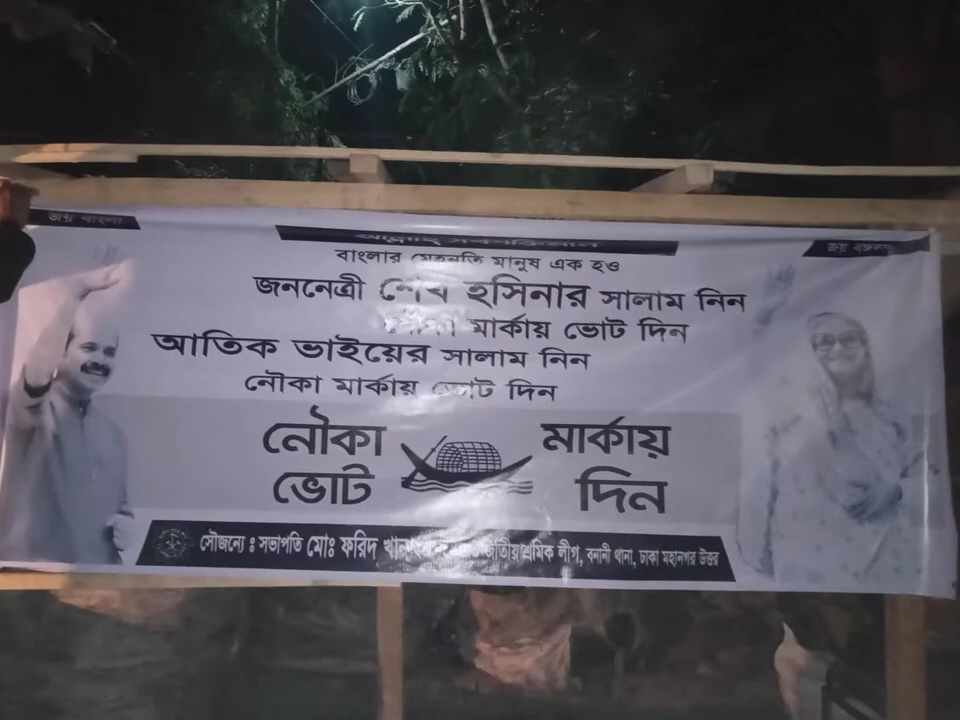 জয় বাংলা
জয় বঙ্গবন্ধু
বাংলার মেহনতি মানুষ এক হও
জননেত্রী শেখ হসিনার সালাম নিন
নৌকা মার্কায় ভোট দিন
আতিক ভাইয়ের সালাম নিন
নৌকা মার্কায় ভোট দিন
নৌকা মার্কায়
ভোট দিন
সৌজন্যে ঃ সভাপতি মোঃ ফরিদ খান জাতীয় শ্রমিক লীগ, বনানী থানা, ঢাকা মহানগর উত্তর